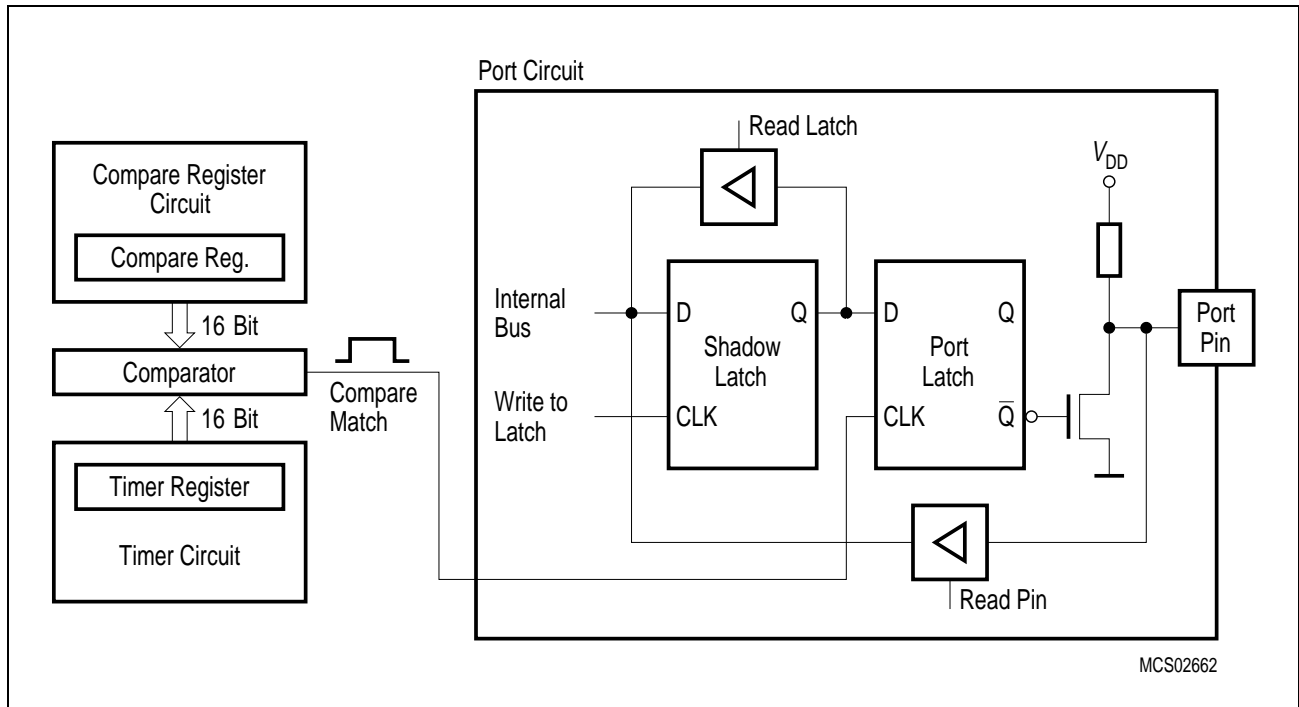 Port Circuit
Compare Register
Circuit
Compare Reg.
16 Bit
Comparator
16 Bit
Timer Register
Timer Circuit
Compare
Match
Read Latch
Internal
Bus
Write to
Latch
D
Q
Shadow
Latch
CLK
D
Q
Port
Latch
CLK
Q̅
VDD
Port
Pin
Read Pin
MCS02662